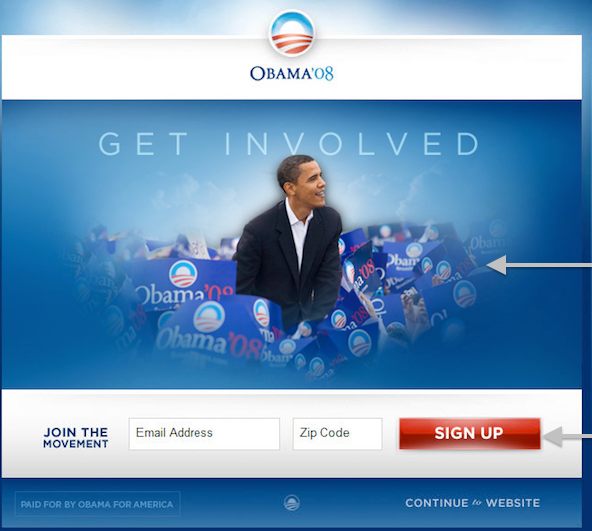 OBAMA'08
GET INVOLVED
Obama'08
Obama'08
Obama'08
JOIN THE
MOVEMENT
Email Address
Zip Code
SIGN UP
PAID FOR BY OBAMA FOR AMERICA
CONTINUE to WEBSITE